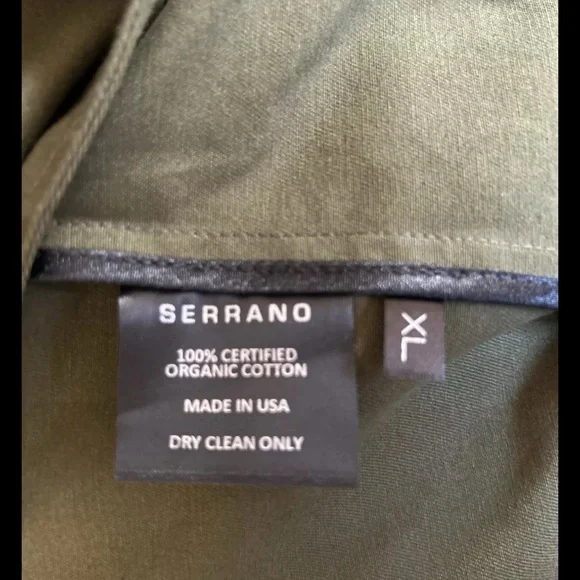 SERRANO
100% CERTIFIED
ORGANIC COTTON
MADE IN USA
DRY CLEAN ONLY
XL